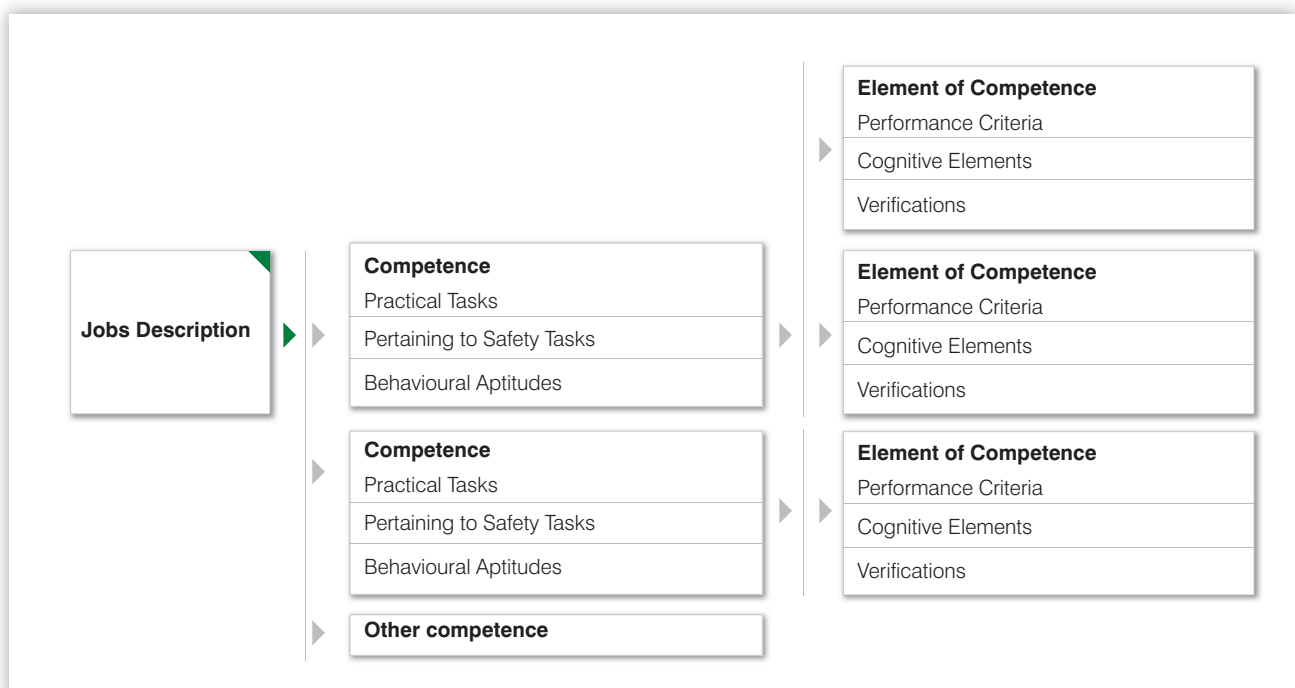 Jobs Description
Competence
Practical Tasks
Pertaining to Safety Tasks
Behavioural Aptitudes
Competence
Practical Tasks
Pertaining to Safety Tasks
Behavioural Aptitudes
Other competence
Element of Competence
Performance Criteria
Cognitive Elements
Verifications
Element of Competence
Performance Criteria
Cognitive Elements
Verifications
Element of Competence
Performance Criteria
Cognitive Elements
Verifications